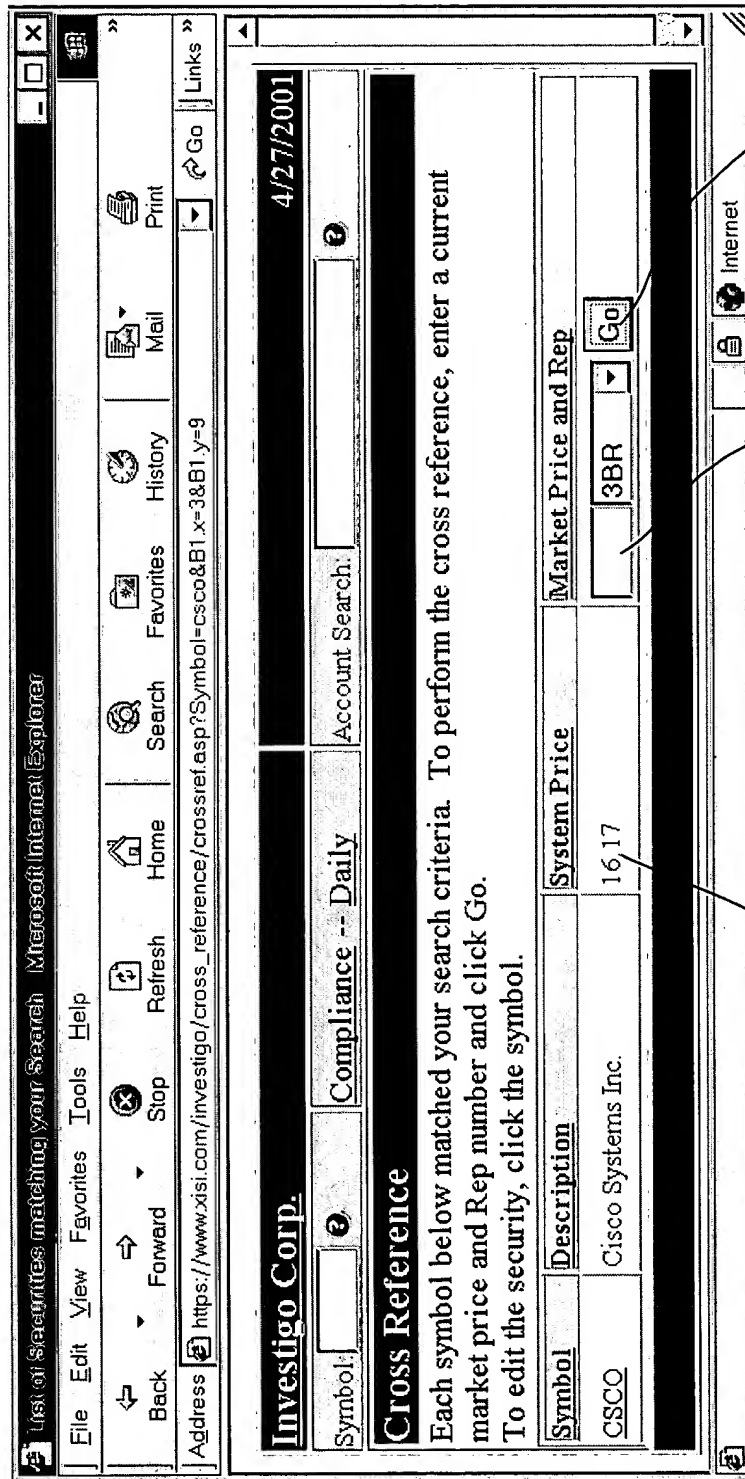 List of Securities matching your Search Microsoft Internet Explorer
File Edit View Favorites Tools Help
Back Forward Stop Refresh Home Search Favorites History Mail Print »
Address https://www.xisi.com/investigo/cross_reference/crossref.asp?Symbol=csco&B1.x=3&B1.y=9 Go Links »
Investigo Corp. 4/27/2001
Symbol: ? Compliance -- Daily Account Search: ?
Cross Reference
Each symbol below matched your search criteria. To perform the cross reference, enter a current
market price and Rep number and click Go.
To edit the security, click the symbol.
Symbol Description System Price Market Price and Rep
CSCO Cisco Systems Inc. 16.17 3BR Go
Internet